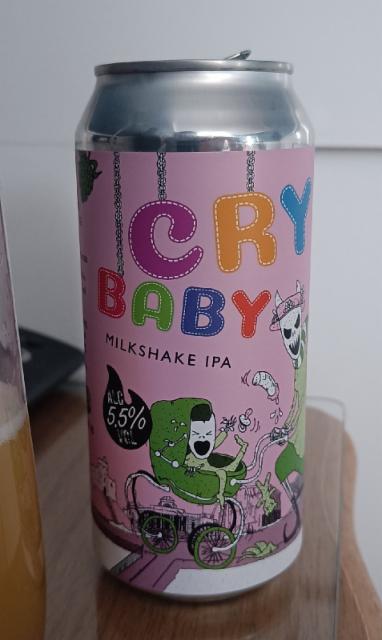 CRY
BABY
MILKSHAKE IPA
ALC
5.5%
VOL